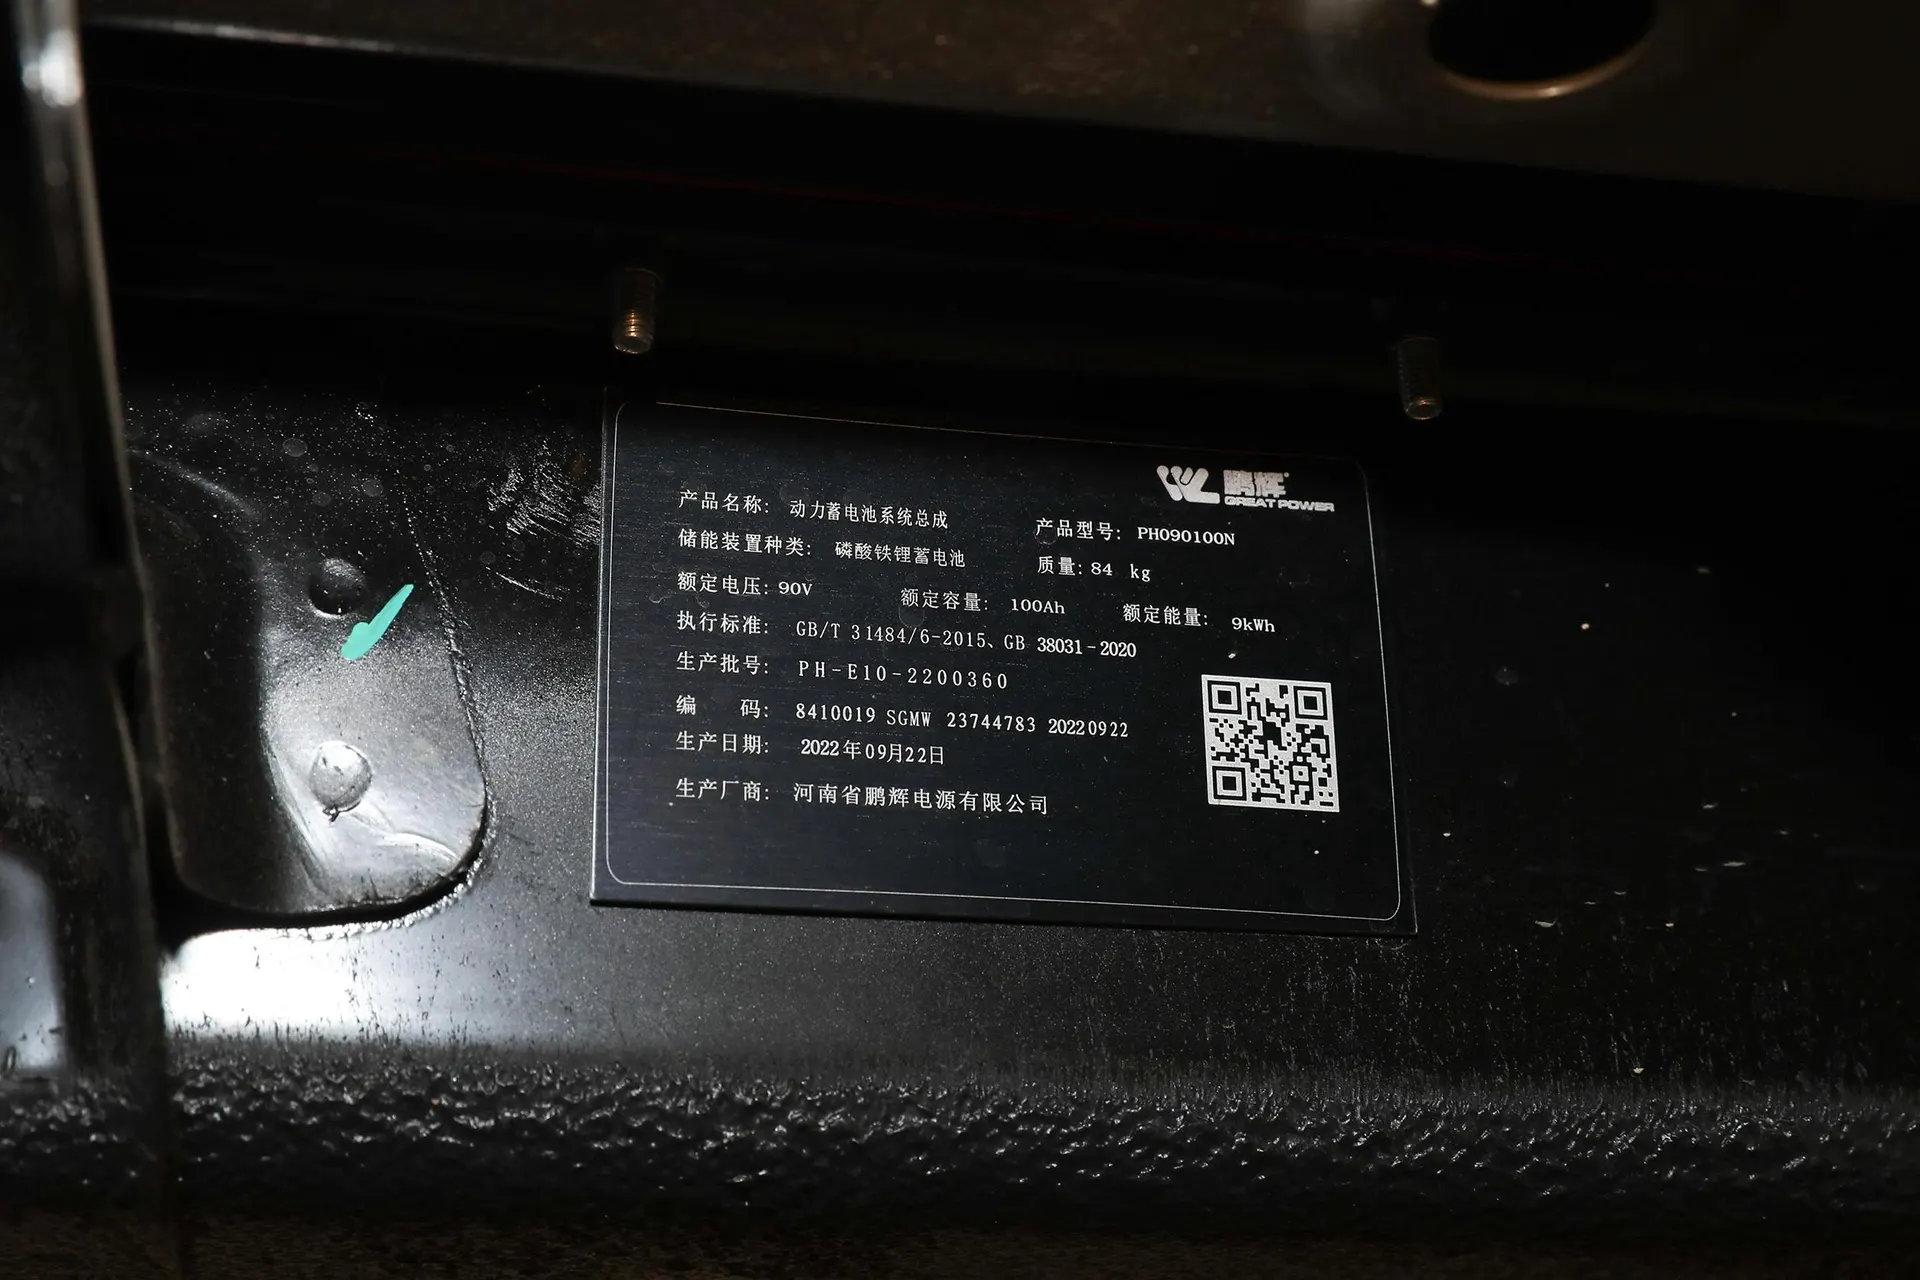 鹏辉
GREAT POWER
产品名称: 动力蓄电池系统总成 产品型号: PH090100N
储能装置种类: 磷酸铁锂蓄电池 质量: 84 kg
额定电压: 90V 额定容量: 100Ah 额定能量: 9kWh
执行标准: GB/T 31484/6-2015、GB 38031-2020
生产批号: PH-E10-2200360
编 码: 8410019 SGMW 23744783 20220922
生产日期: 2022年09月22日
生产厂商: 河南省鹏辉电源有限公司